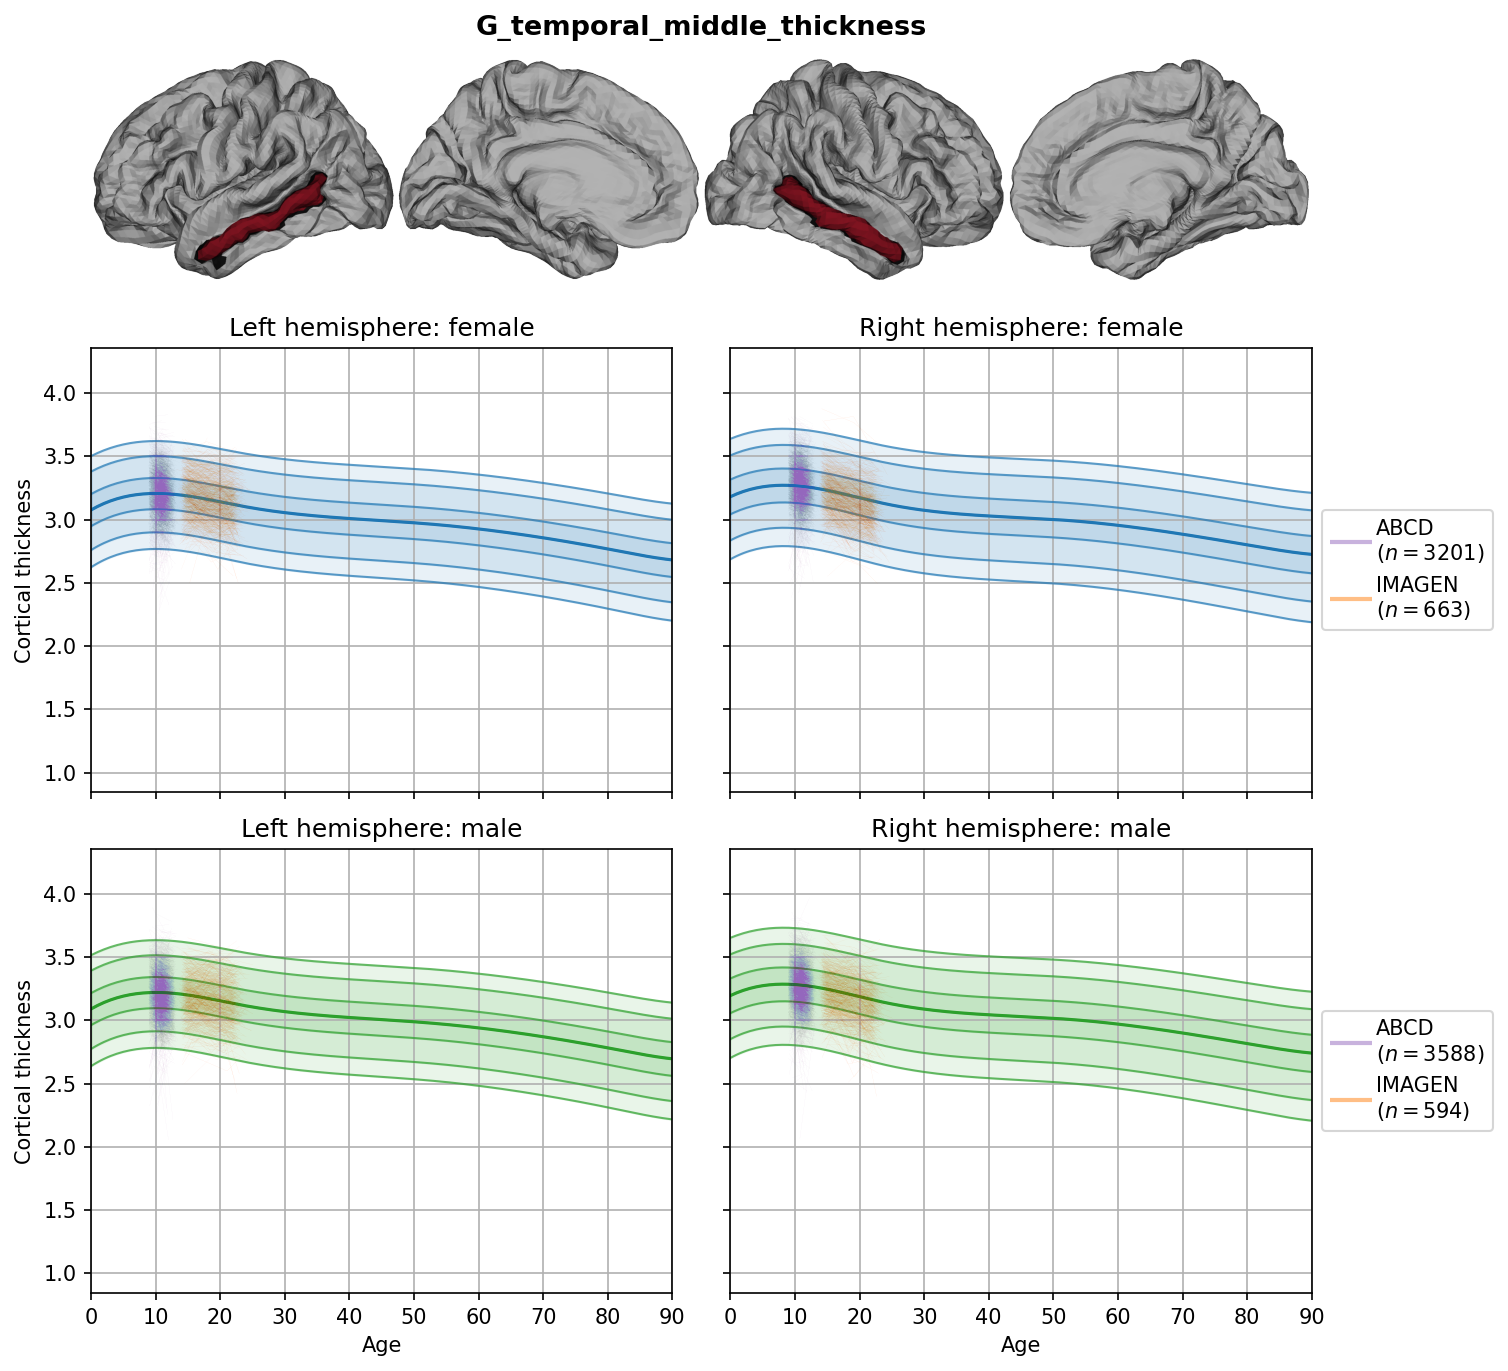 G_temporal_middle_thickness
Left hemisphere: female
Right hemisphere: female
Cortical thickness
4.0
3.5
3.0
2.5
2.0
1.5
1.0
ABCD
(n = 3201)
IMAGEN
(n = 663)
Left hemisphere: male
Right hemisphere: male
Cortical thickness
4.0
3.5
3.0
2.5
2.0
1.5
1.0
ABCD
(n = 3588)
IMAGEN
(n = 594)
0 10 20 30 40 50 60 70 80 90
0 10 20 30 40 50 60 70 80 90
Age
Age